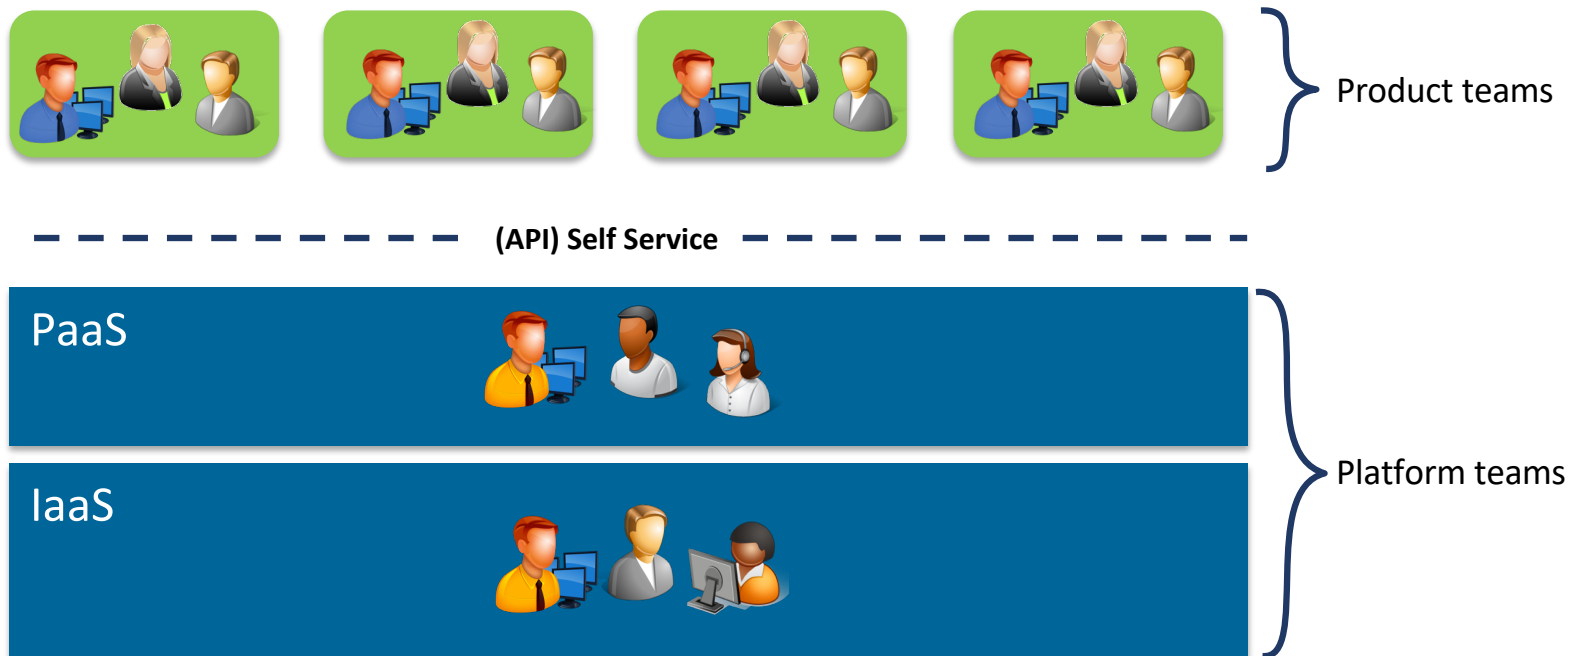 Product teams
(API) Self Service
PaaS
IaaS
Platform teams